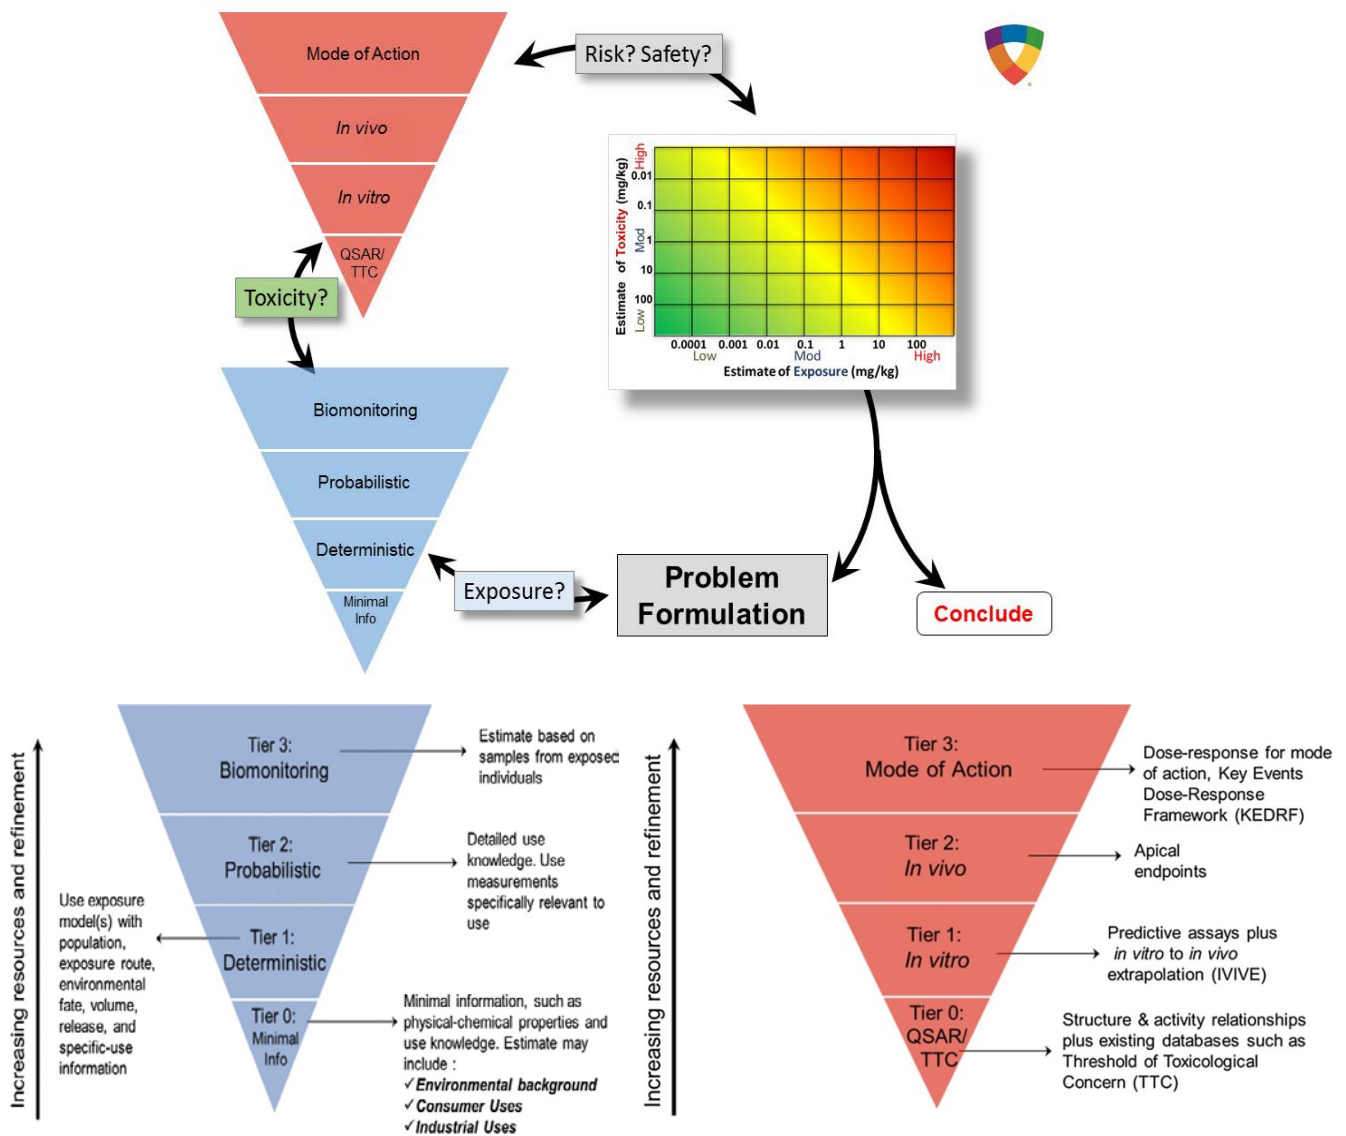 Mode of Action
In vivo
In vitro
QSAR/
TTC
Risk? Safety?
Toxicity?
Estimate of Toxicity (mg/kg)
High
Mod
Low
0.01
0.1
1
10
100
0.0001 0.001 0.01 0.1 1 10 100
Low Mod High
Estimate of Exposure (mg/kg)
Biomonitoring
Probabilistic
Deterministic
Minimal
Info
Exposure?
Problem
Formulation
Conclude
Increasing resources and refinement
Tier 3:
Biomonitoring
Estimate based on
samples from exposed
individuals
Tier 2:
Probabilistic
Detailed use
knowledge. Use
measurements
specifically relevant to
use
Tier 1:
Deterministic
Use exposure
model(s) with
population,
exposure route,
environmental
fate, volume,
release, and
specific-use
information
Tier 0:
Minimal
Info
Minimal information, such as
physical-chemical properties and
use knowledge. Estimate may
include :
✓Environmental background
✓Consumer Uses
✓Industrial Uses
Increasing resources and refinement
Tier 3:
Mode of Action
Dose-response for mode
of action, Key Events
Dose-Response
Framework (KEDRF)
Tier 2:
In vivo
Apical
endpoints
Tier 1:
In vitro
Predictive assays plus
in vitro to in vivo
extrapolation (IVIVE)
Tier 0:
QSAR/
TTC
Structure & activity relationships
plus existing databases such as
Threshold of Toxicological
Concern (TTC)